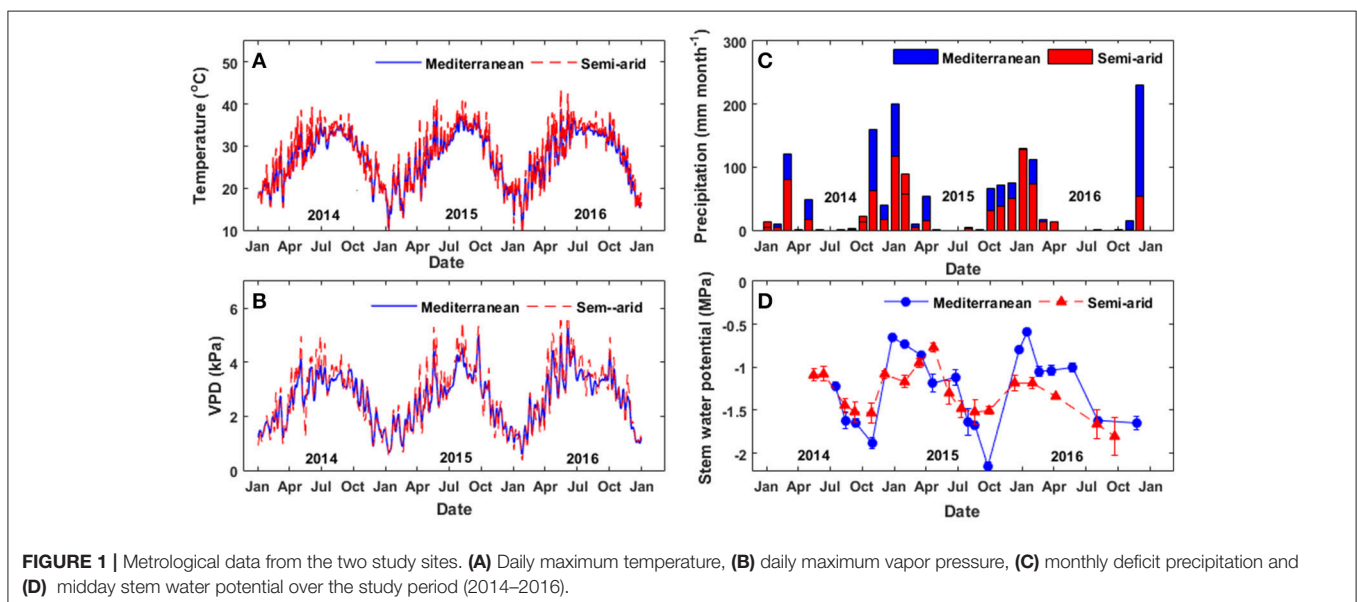 A
Mediterranean Semi-arid
Temperature (°C)
50
40
30
20
10
2014 2015 2016
Jan Apr Jul Oct Jan Apr Jul Oct Jan Apr Jul Oct Jan
Date
C
Mediterranean Semi-arid
Precipitation (mm month-1)
300
200
100
0
2014 2015 2016
Jan Apr Jul Oct Jan Apr Jul Oct Jan Apr Jul Oct Jan
Date
B
Mediterranean Sem--arid
VPD (kPa)
6
4
2
0
2014 2015 2016
Jan Apr Jul Oct Jan Apr Jul Oct Jan Apr Jul Oct Jan
Date
D
Mediterranean Semi-arid
Stem water potential (MPa)
0
-0.5
-1
-1.5
-2
2014 2015 2016
Jan Apr Jul Oct Jan Apr Jul Oct Jan Apr Jul Oct Jan
Date
FIGURE 1 | Metrological data from the two study sites. (A) Daily maximum temperature, (B) daily maximum vapor pressure, (C) monthly deficit precipitation and
(D) midday stem water potential over the study period (2014–2016).